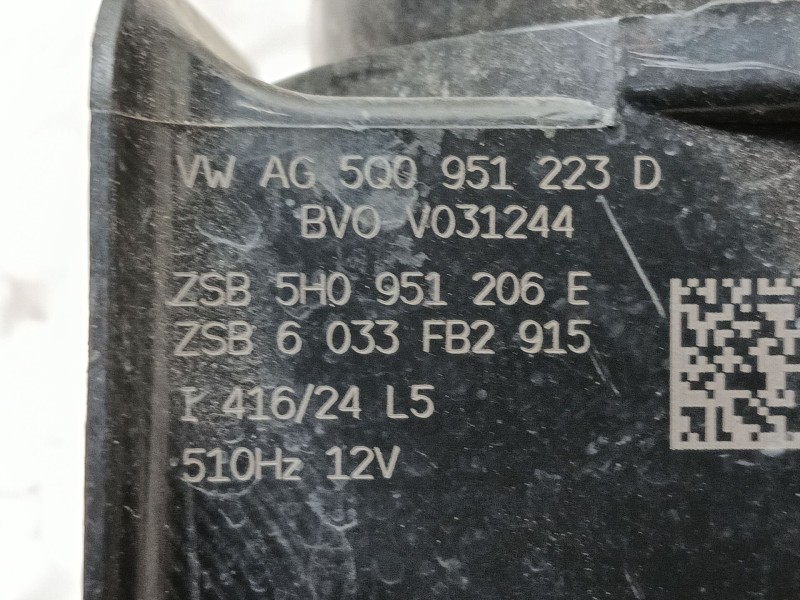 VW AG 5Q0 951 223 D
BVO V031244
ZSB 5H0 951 206 E
ZSB 6 033 FB2 915
I 416/24 L5
510Hz 12V